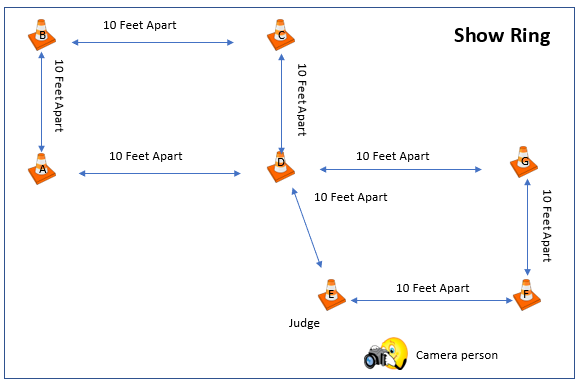 10 Feet Apart
B
C
Show Ring
10 Feet Apart
10 Feet Apart
A
10 Feet Apart
D
10 Feet Apart
G
10 Feet Apart
10 Feet Apart
E
10 Feet Apart
F
Judge
Camera person